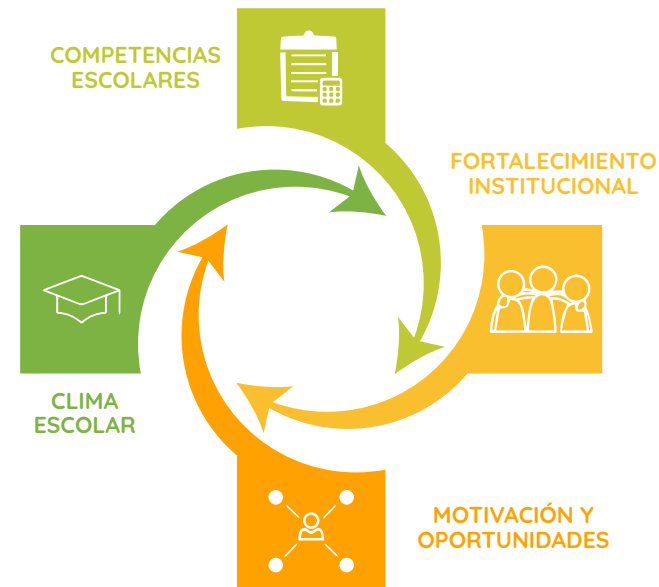 COMPETENCIAS
ESCOLARES
FORTALECIMIENTO
INSTITUCIONAL
CLIMA
ESCOLAR
MOTIVACIÓN Y
OPORTUNIDADES